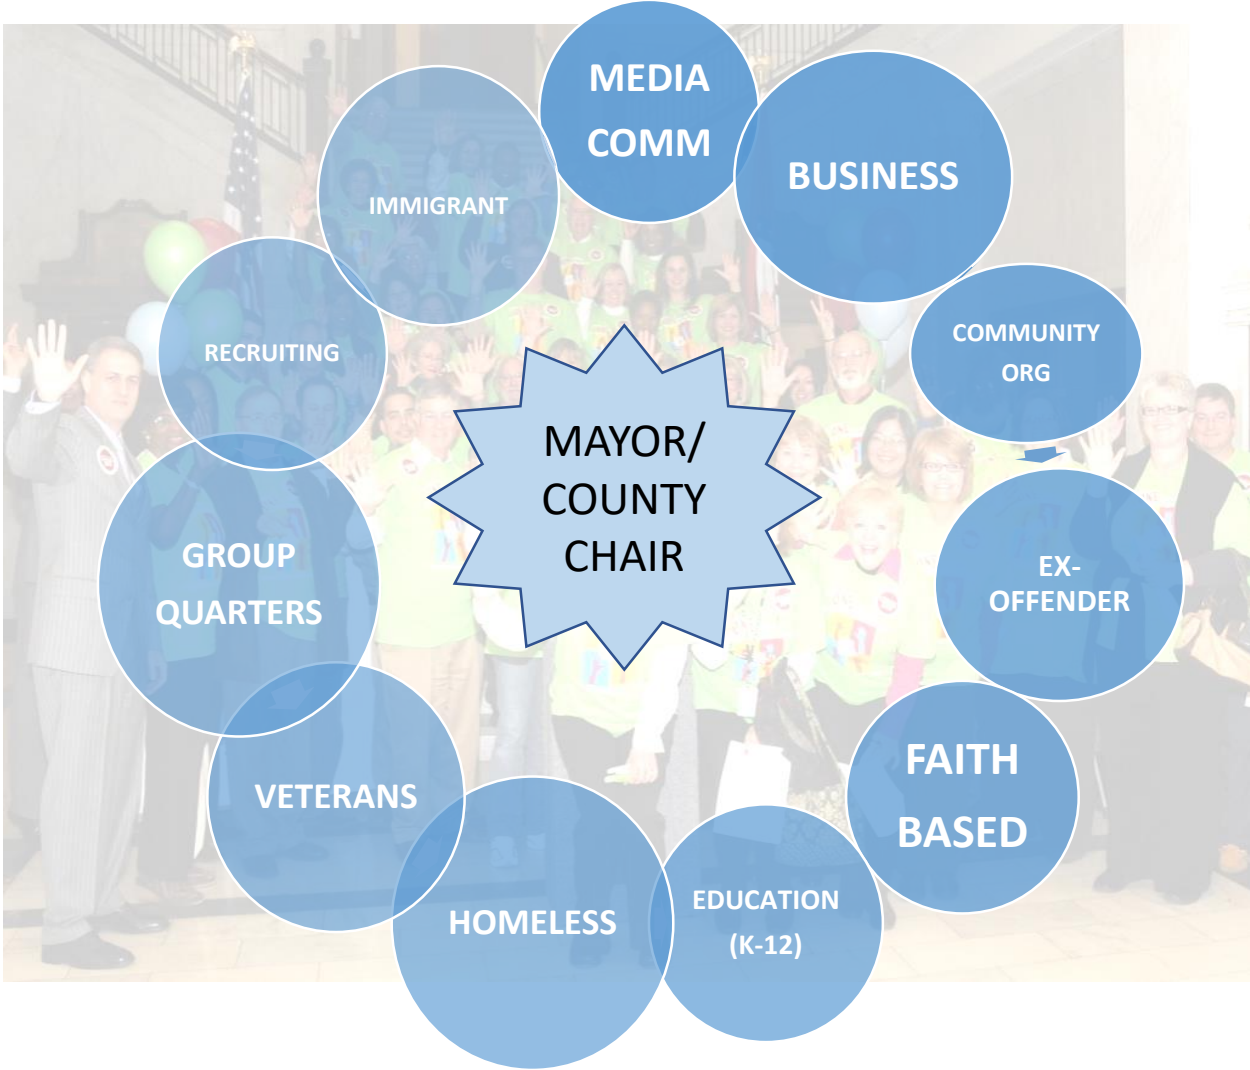 MEDIA
COMM
BUSINESS
COMMUNITY
ORG
EX-
OFFENDER
FAITH
BASED
EDUCATION
(K-12)
HOMELESS
VETERANS
GROUP
QUARTERS
RECRUITING
IMMIGRANT
MAYOR/
COUNTY
CHAIR